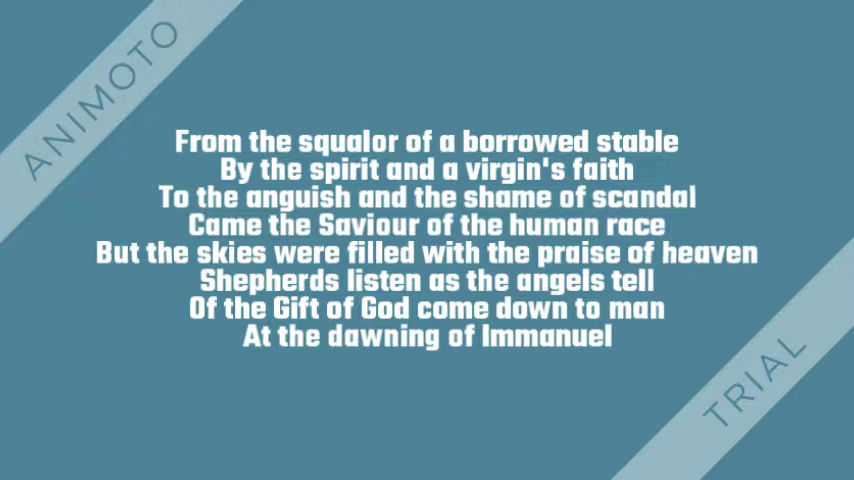 ANIMOTO
From the squalor of a borrowed stable
By the spirit and a virgin's faith
To the anguish and the shame of scandal
Came the Saviour of the human race
But the skies were filled with the praise of heaven
Shepherds listen as the angels tell
Of the Gift of God come down to man
At the dawning of Immanuel
TRIAL